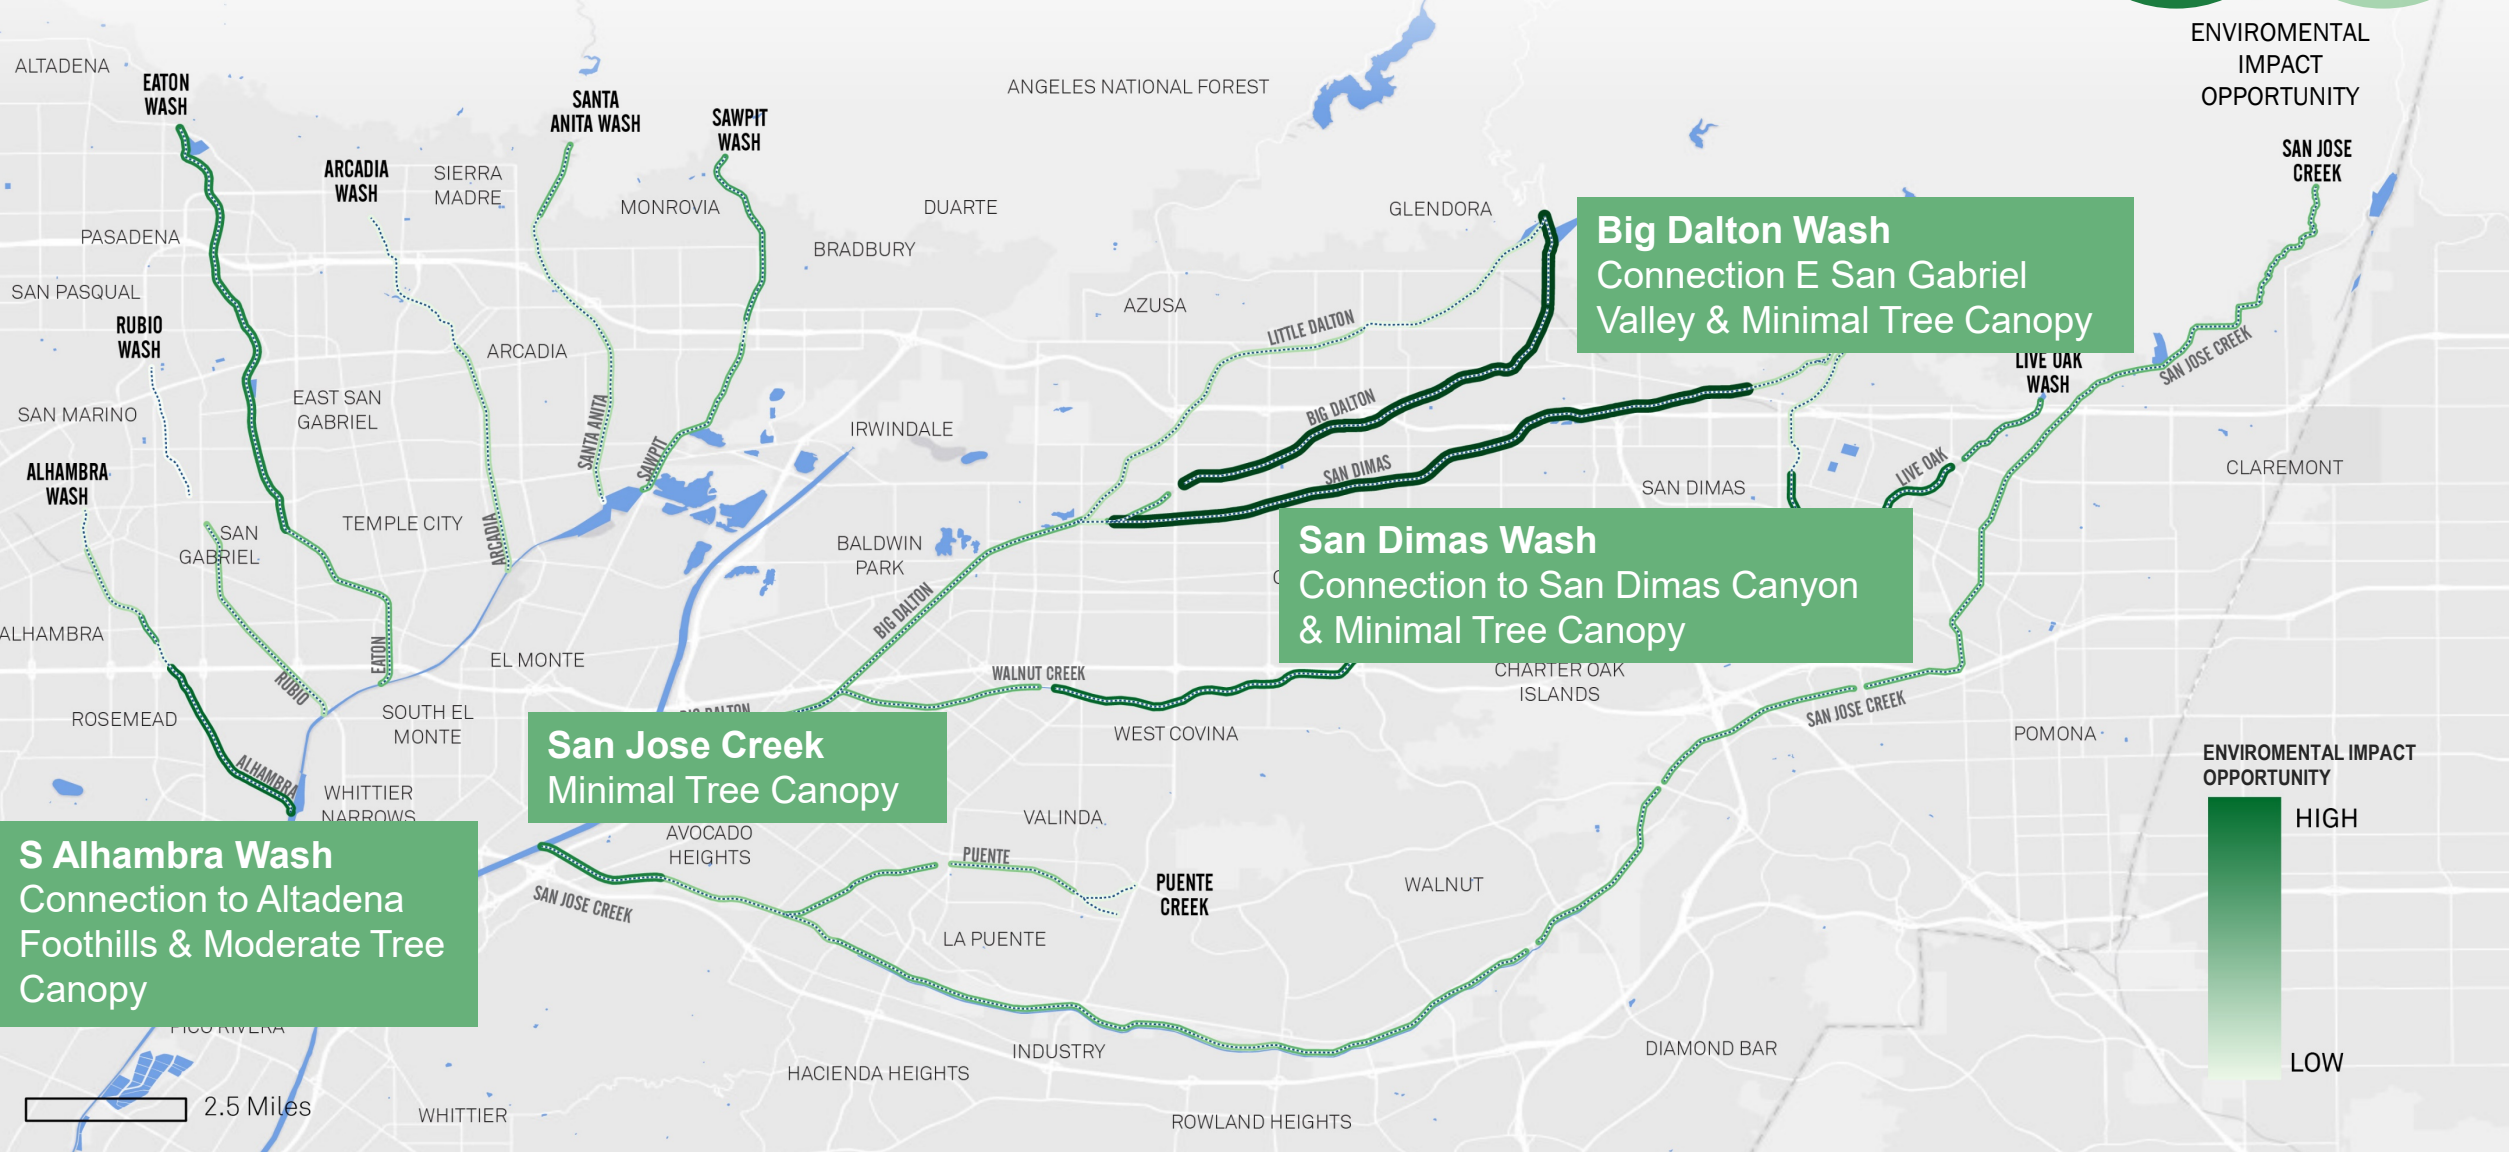 ENVIROMENTAL
IMPACT
OPPORTUNITY
ALTADENA
EATON
WASH
SANTA
ANITA WASH
SAWPIT
WASH
ANGELES NATIONAL FOREST
SAN JOSE
CREEK
ARCADIA
WASH
SIERRA
MADRE
MONROVIA
DUARTE
GLENDORA
BRADBURY
PASADENA
Big Dalton Wash
Connection E San Gabriel
Valley & Minimal Tree Canopy
SAN PASQUAL
RUBIO
WASH
AZUSA
LITTLE DALTON
ARCADIA
SAN JOSE CREEK
LIVE OAK
WASH
EAST SAN
GABRIEL
SAN MARINO
SANTA ANITA
SAWPIT
IRWINDALE
BIG DALTON
SAN DIMAS
LIVE OAK
CLAREMONT
ALHAMBRA
WASH
SAN DIMAS
SAN
GABRIEL
TEMPLE CITY
ARCADIA
BALDWIN
PARK
BIG DALTON
San Dimas Wash
Connection to San Dimas Canyon
& Minimal Tree Canopy
ALHAMBRA
EATON
EL MONTE
RUBIO
WALNUT CREEK
CHARTER OAK
ISLANDS
ROSEMEAD
SOUTH EL
MONTE
BIG DALTON
WEST COVINA
SAN JOSE CREEK
POMONA
ALHAMBRA
WHITTIER
NARROWS
San Jose Creek
Minimal Tree Canopy
ENVIROMENTAL IMPACT
OPPORTUNITY
HIGH
LOW
AVOCADO
HEIGHTS
VALINDA
PUENTE
PUENTE
CREEK
WALNUT
SAN JOSE CREEK
S Alhambra Wash
Connection to Altadena
Foothills & Moderate Tree
Canopy
LA PUENTE
PICO RIVERA
INDUSTRY
HACIENDA HEIGHTS
DIAMOND BAR
2.5 Miles
WHITTIER
ROWLAND HEIGHTS